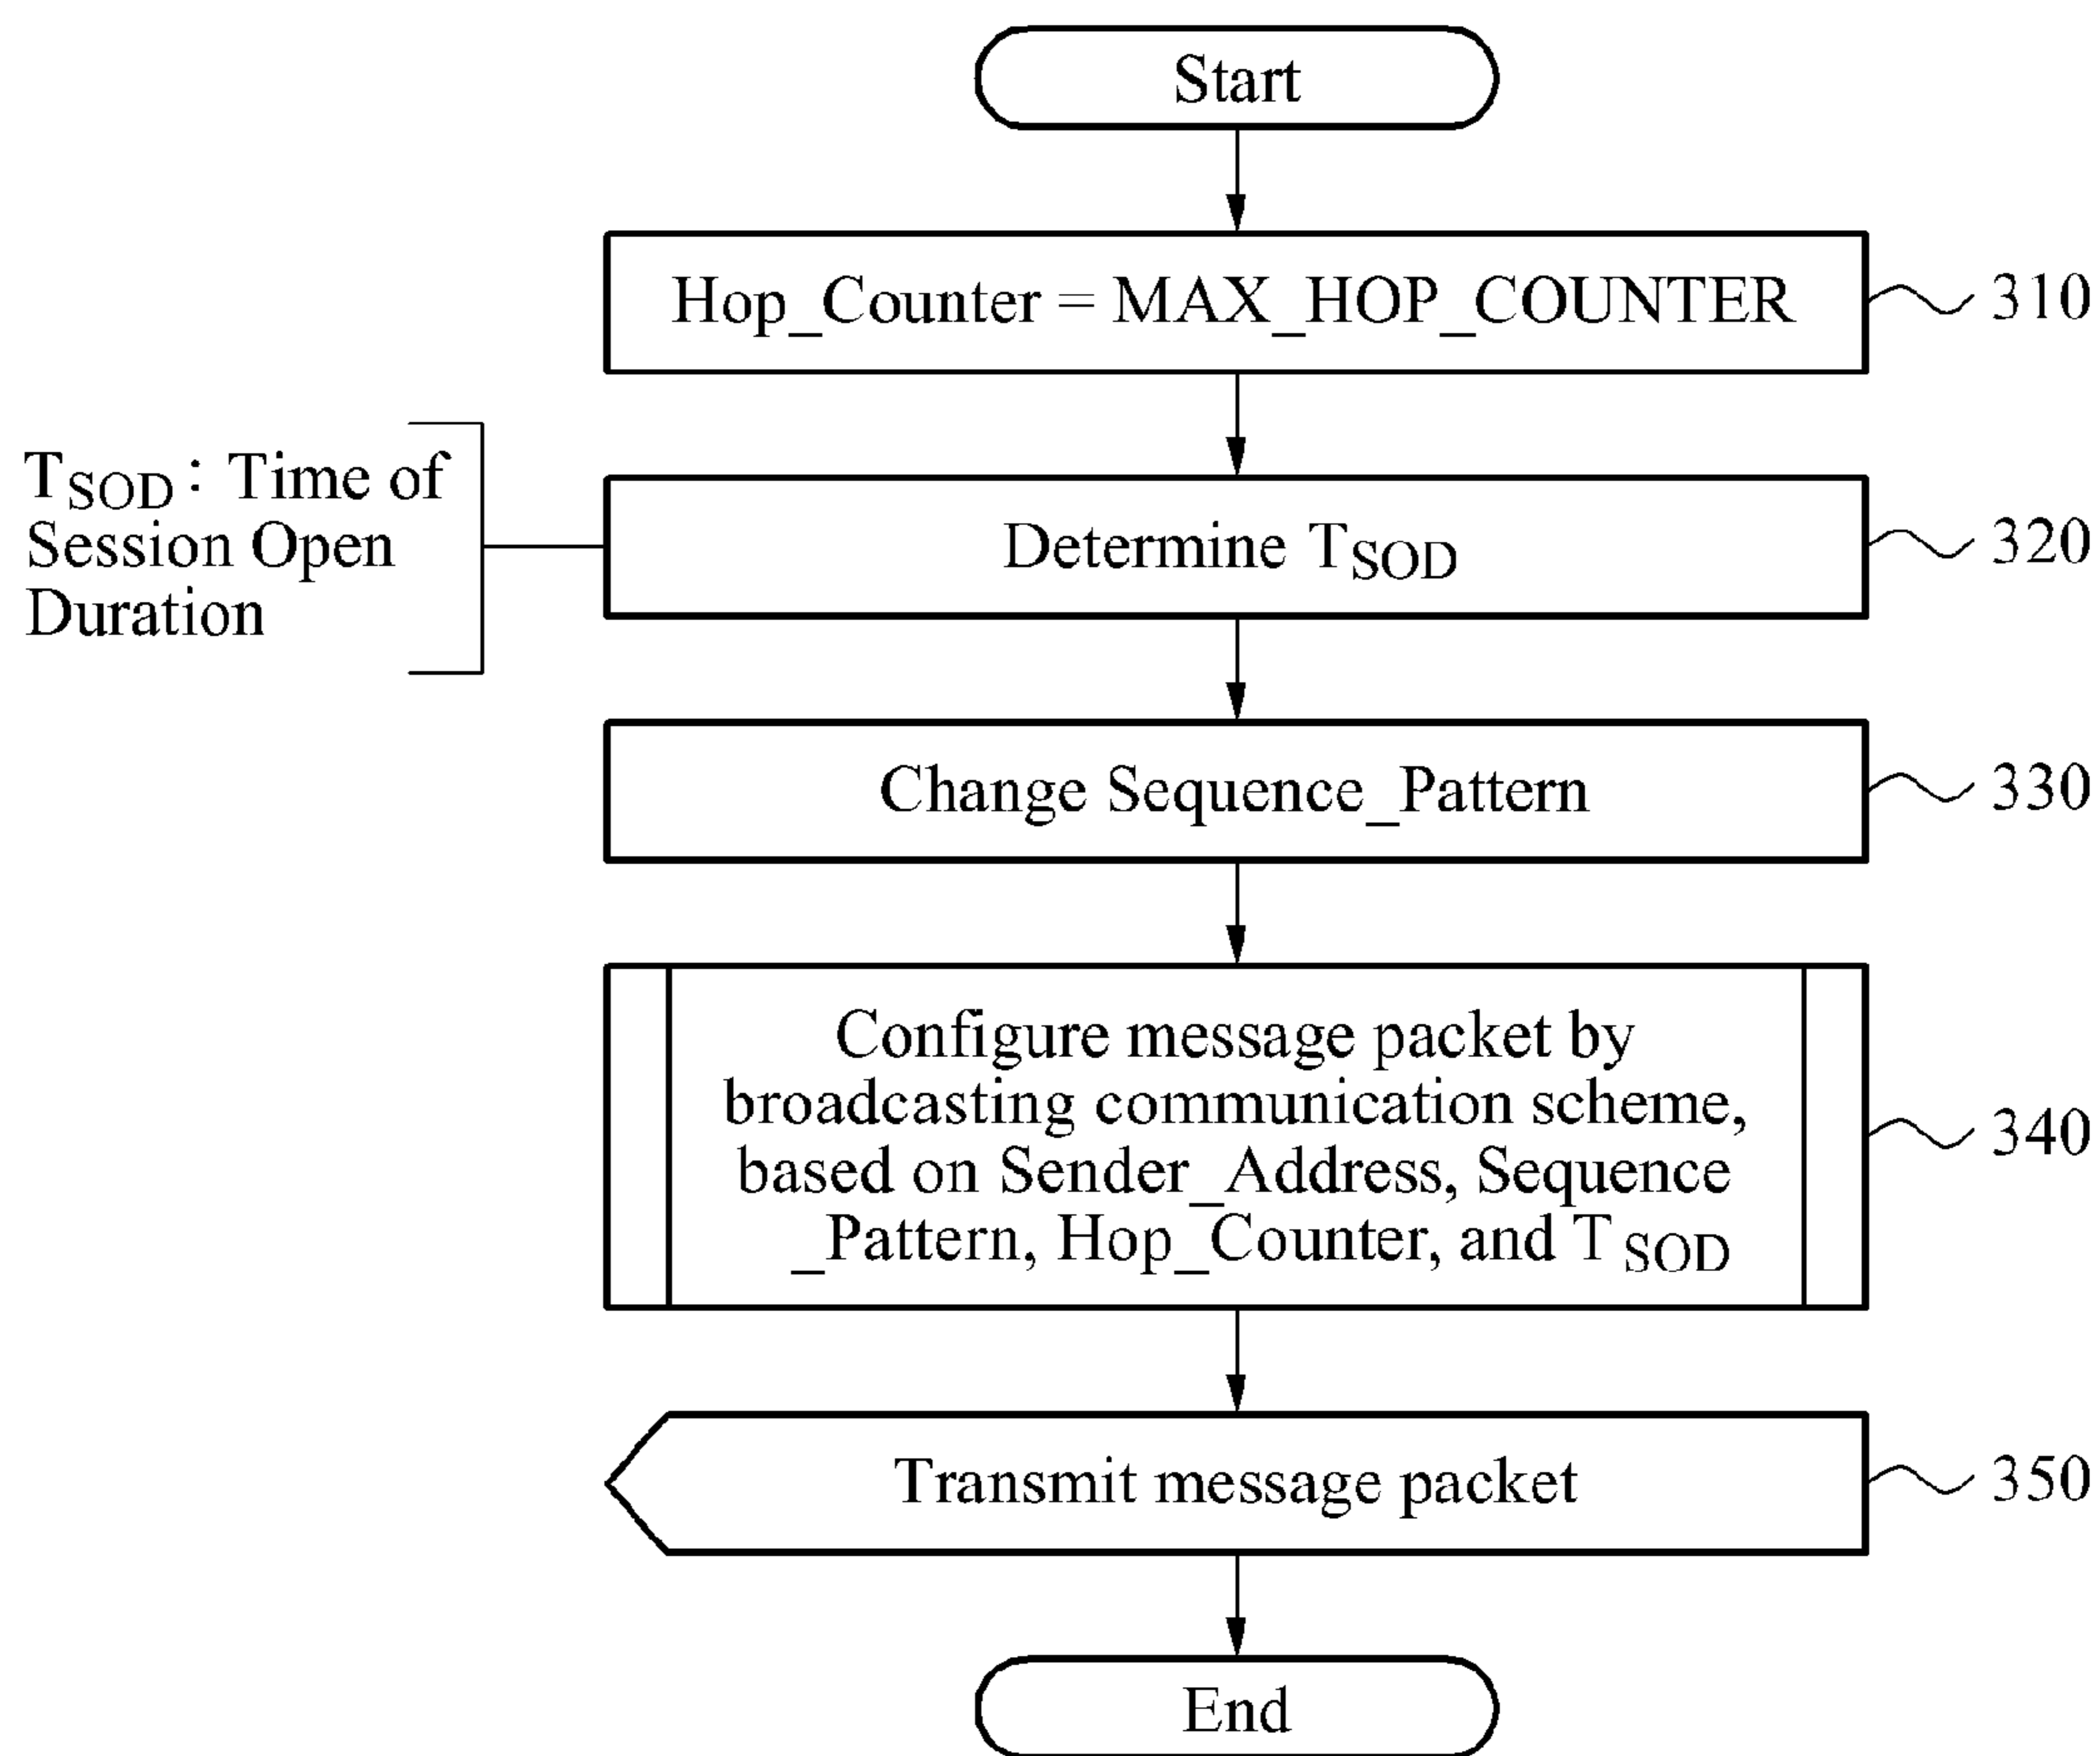 Start
Hop_Counter = MAX_HOP_COUNTER
310
TSOD : Time of
Session Open
Duration
Determine TSOD
320
Change Sequence_Pattern
330
Configure message packet by
broadcasting communication scheme,
based on Sender_Address, Sequence
_Pattern, Hop_Counter, and TSOD
340
Transmit message packet
350
End